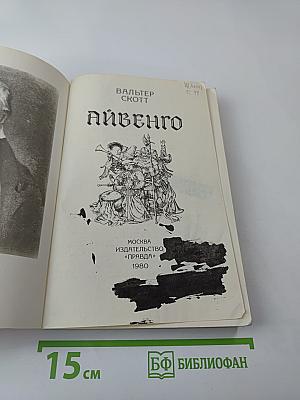 ВАЛЬТЕР
СКОТТ
АЙВЕНГО
МОСКВА
ИЗДАТЕЛЬСТВО
«ПРАВДА»
1980
15 см
БФ БИБЛИОФАН